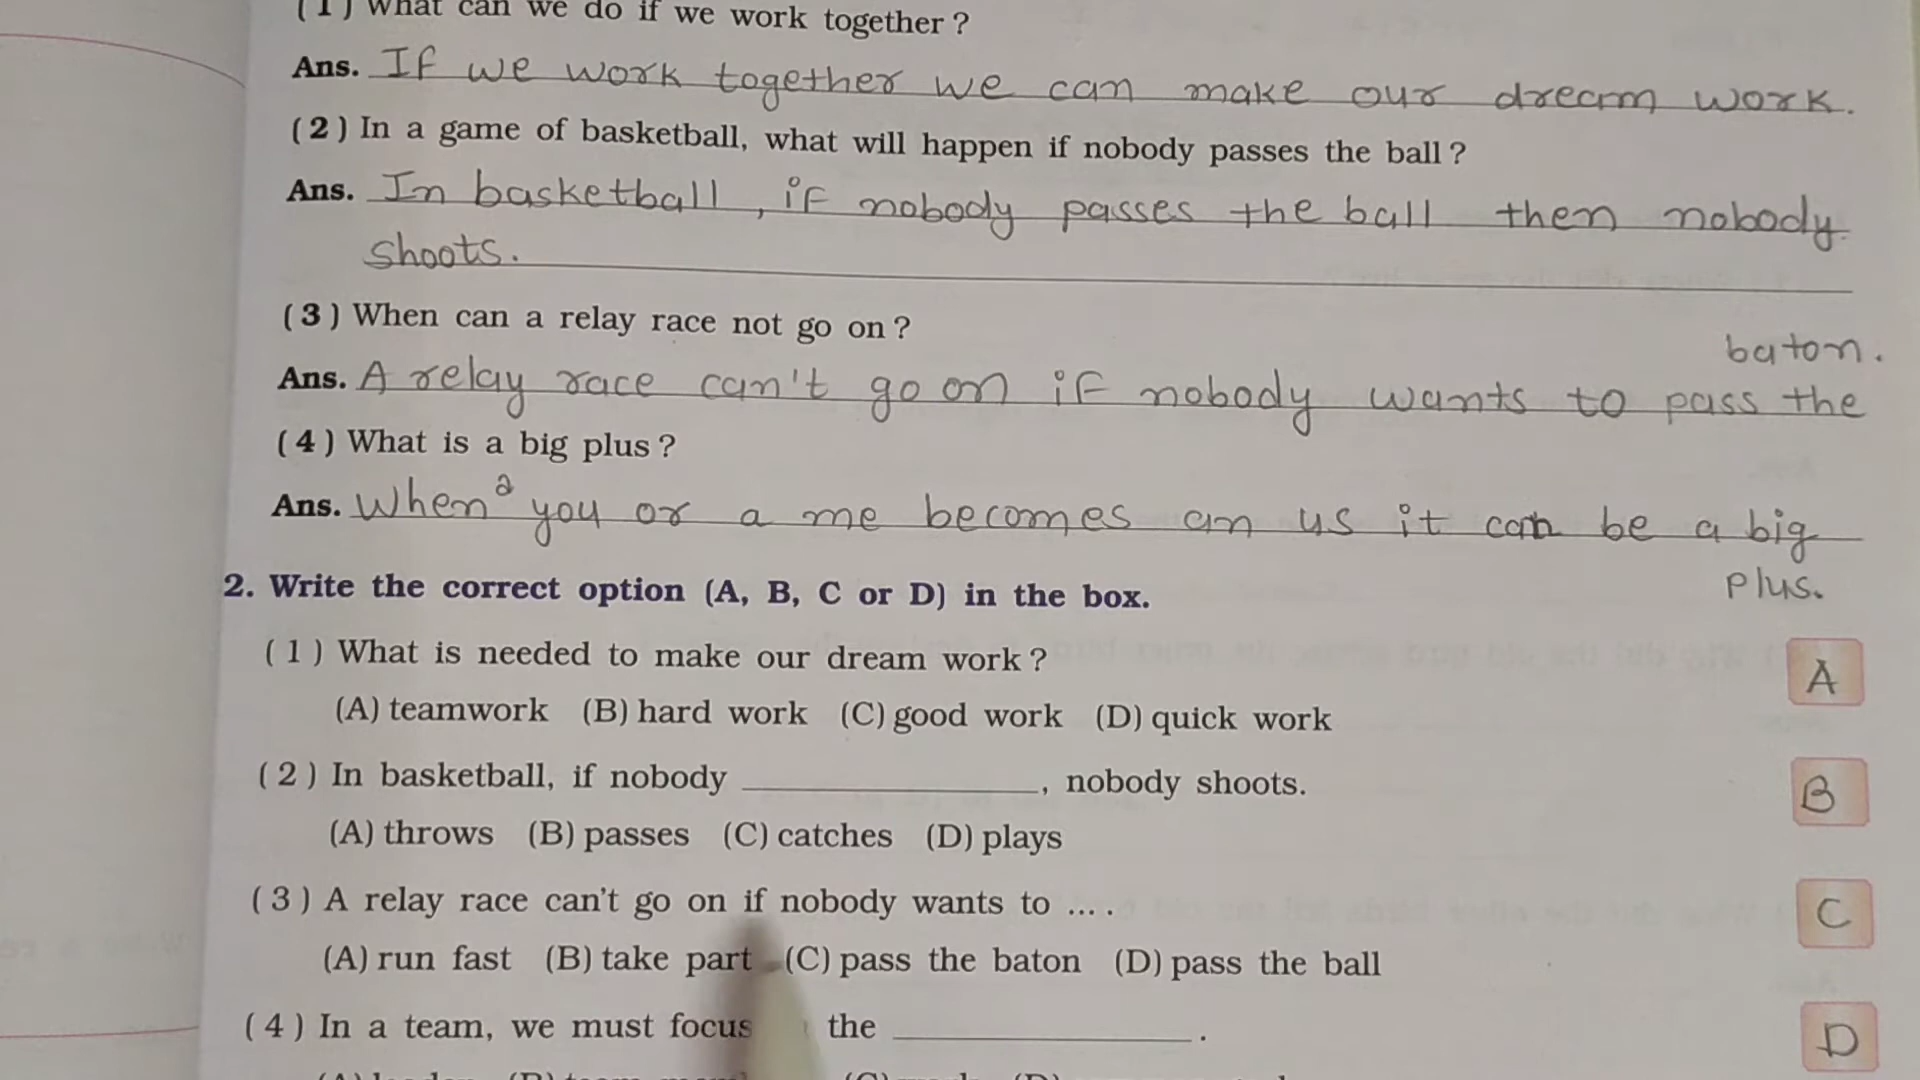 (1) What can we do if we work together ?
Ans. If we work together we can make our dream work.
(2) In a game of basketball, what will happen if nobody passes the ball ?
Ans. In basketball, if nobody passes the ball then nobody
shoots.
(3) When can a relay race not go on ?
baton.
Ans. A relay race can't go on if nobody wants to pass the
(4) What is a big plus ?
Ans. When a you or a me becomes an us it can be a big
plus.
2. Write the correct option (A, B, C or D) in the box.
(1) What is needed to make our dream work ? A
(A) teamwork (B) hard work (C) good work (D) quick work
(2) In basketball, if nobody ________, nobody shoots. B
(A) throws (B) passes (C) catches (D) plays
(3) A relay race can't go on if nobody wants to .... C
(A) run fast (B) take part (C) pass the baton (D) pass the ball
(4) In a team, we must focus the ________. D